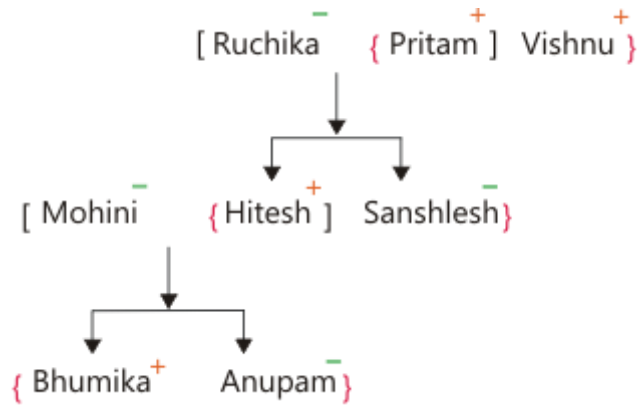 [ Ruchika − { Pritam + ] Vishnu + }
[ Mohini − { Hitesh + ] Sanshlesh − }
{ Bhumika + Anupam − }